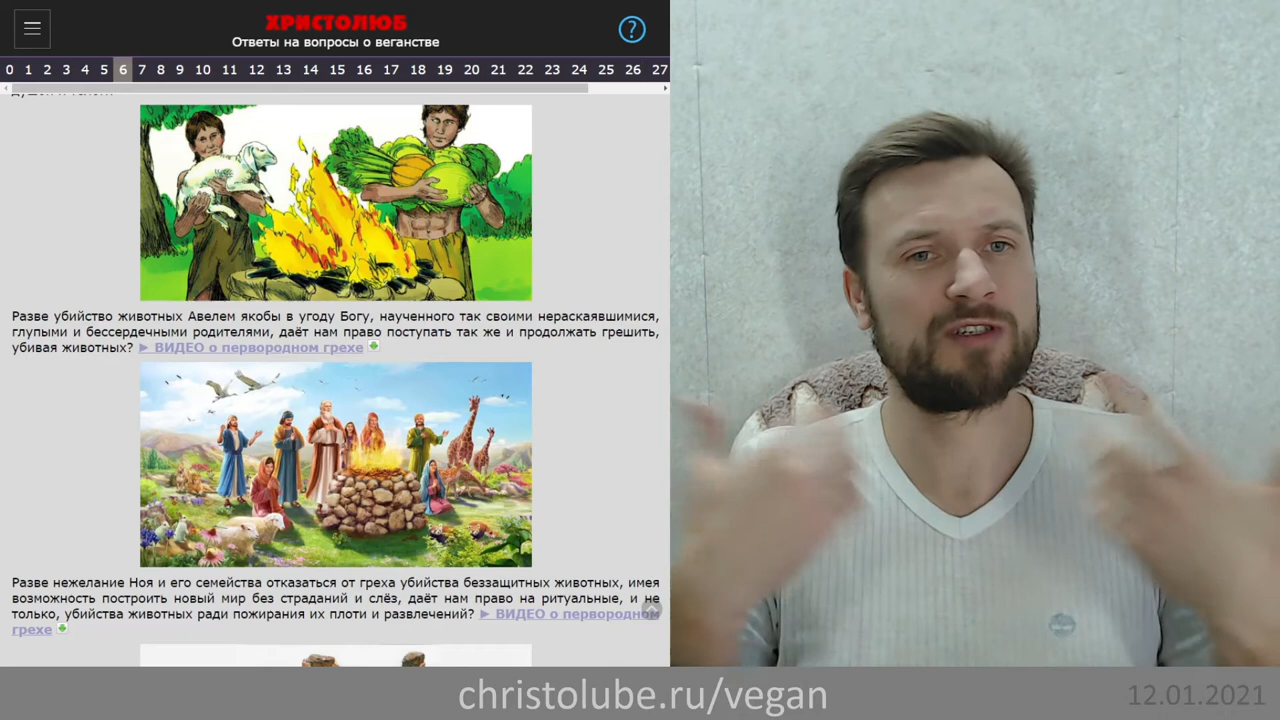 ХРИСТОЛЮБ
Ответы на вопросы о веганстве
?
0 1 2 3 4 5 6 7 8 9 10 11 12 13 14 15 16 17 18 19 20 21 22 23 24 25 26 27
Разве убийство животных Авелем якобы в угоду Богу, наученного так своими нераскаявшимися,
глупыми и бессердечными родителями, даёт нам право поступать так же и продолжать грешить,
убивая животных? ► ВИДЕО о первородном грехе
Разве нежелание Ноя и его семейства отказаться от греха убийства беззащитных животных, имея
возможность построить новый мир без страданий и слёз, даёт нам право на ритуальные, и не
только, убийства животных ради пожирания их плоти и развлечений? ► ВИДЕО о первородном
грехе
christolube.ru/vegan
12.01.2021